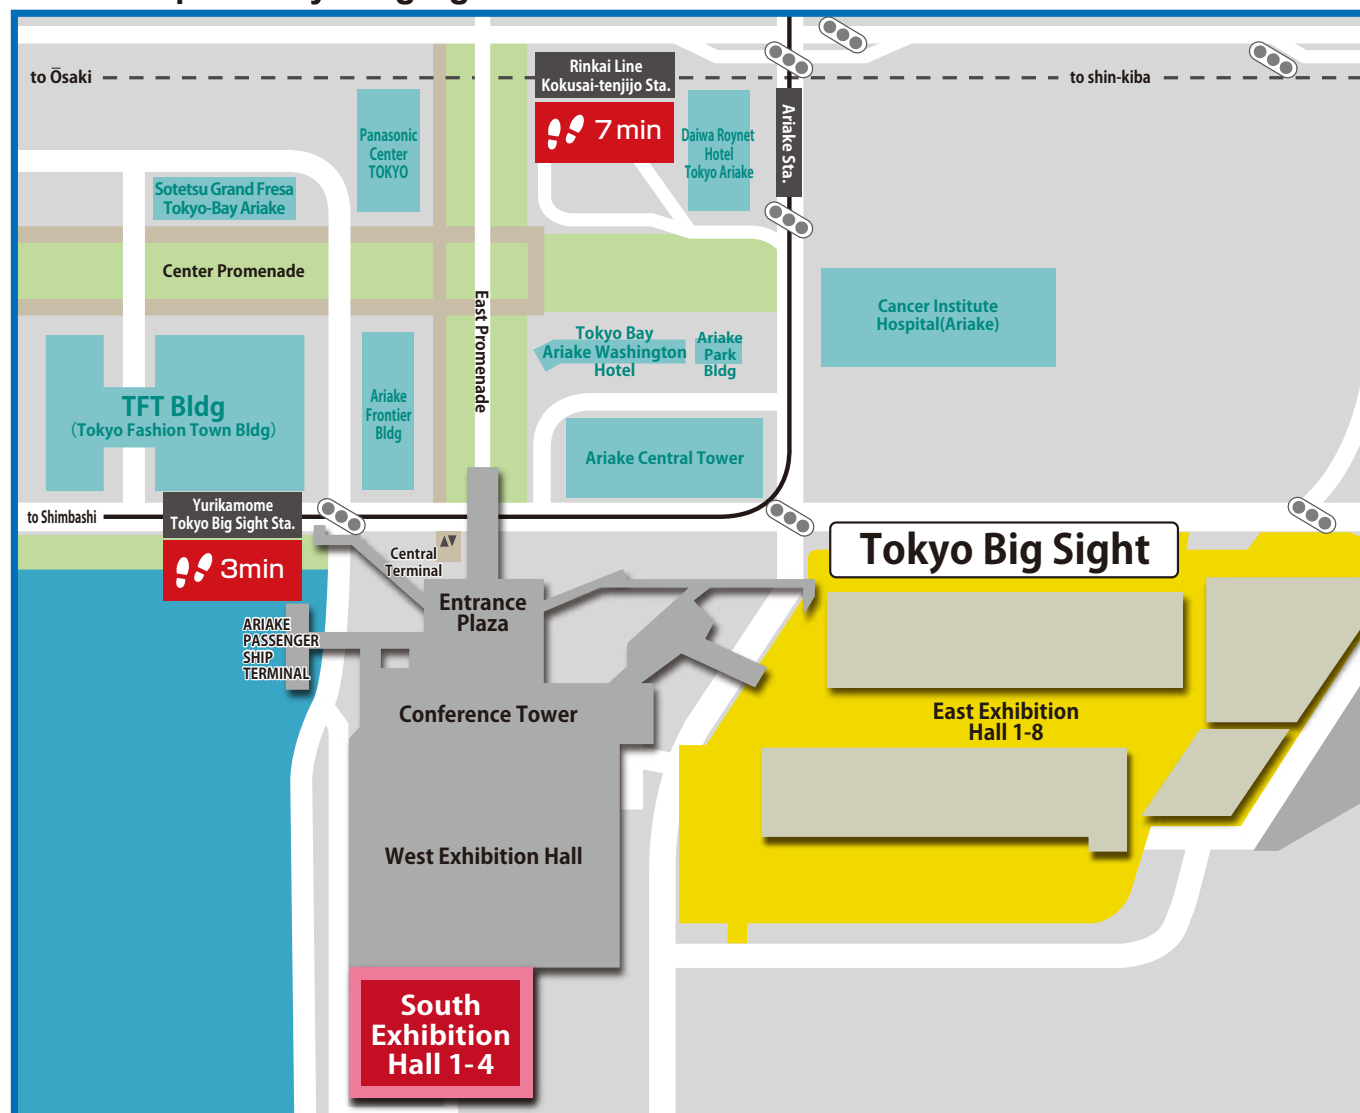 to Ōsaki
Rinkai Line
Kokusai-tenjijo Sta.
7 min
to shin-kiba
Ariake Sta.
Panasonic
Center
TOKYO
Daiwa Roynet
Hotel
Tokyo Ariake
Sotetsu Grand Fresa
Tokyo-Bay Ariake
Center Promenade
East Promenade
Cancer Institute
Hospital(Ariake)
Tokyo Bay
Ariake Washington
Hotel
Ariake
Park
Bldg
TFT Bldg
(Tokyo Fashion Town Bldg)
Ariake
Frontier
Bldg
Ariake Central Tower
to Shimbashi
Yurikamome
Tokyo Big Sight Sta.
3min
Central
Terminal
Tokyo Big Sight
Entrance
Plaza
ARIAKE
PASSENGER
SHIP
TERMINAL
Conference Tower
East Exhibition
Hall 1-8
West Exhibition Hall
South
Exhibition
Hall 1-4